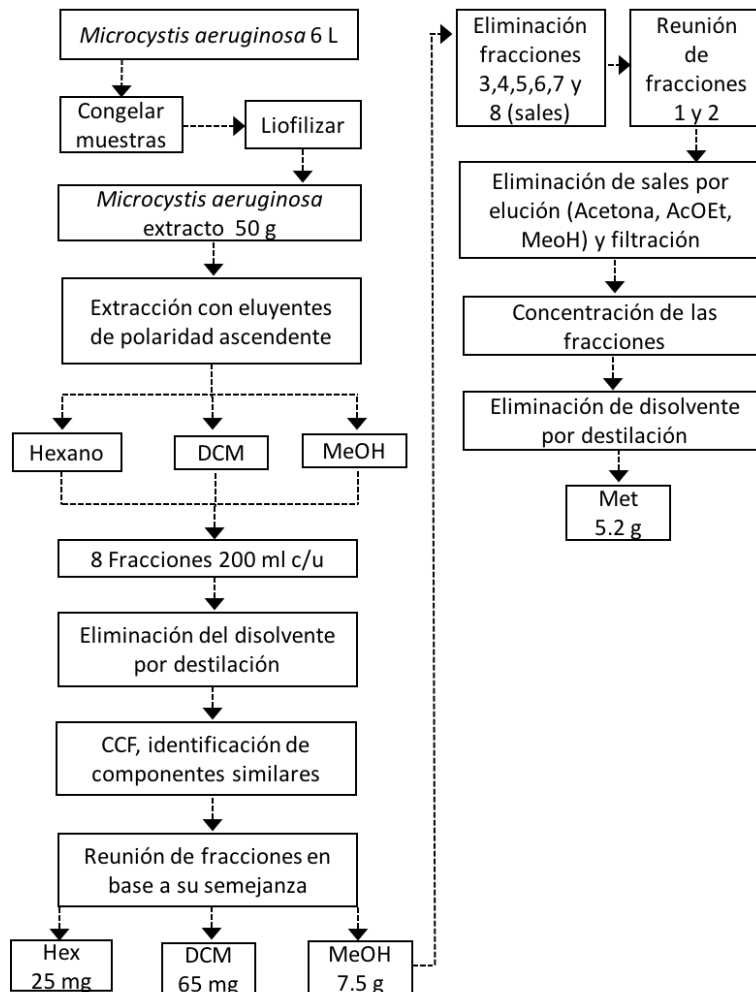 Microcystis aeruginosa 6 L
Congelar
muestras
Liofilizar
Microcystis aeruginosa
extracto 50 g
Extracción con eluyentes
de polaridad ascendente
Hexano
DCM
MeOH
8 Fracciones 200 ml c/u
Eliminación del disolvente
por destilación
CCF, identificación de
componentes similares
Reunión de fracciones en
base a su semejanza
Hex
25 mg
DCM
65 mg
MeOH
7.5 g
Eliminación
fracciones
3,4,5,6,7 y
8 (sales)
Reunión
de
fracciones
1 y 2
Eliminación de sales por
elución (Acetona, AcOEt,
MeoH) y filtración
Concentración de las
fracciones
Eliminación de disolvente
por destilación
Met
5.2 g